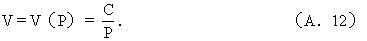 V = V (P) = C/P. (A. 12)